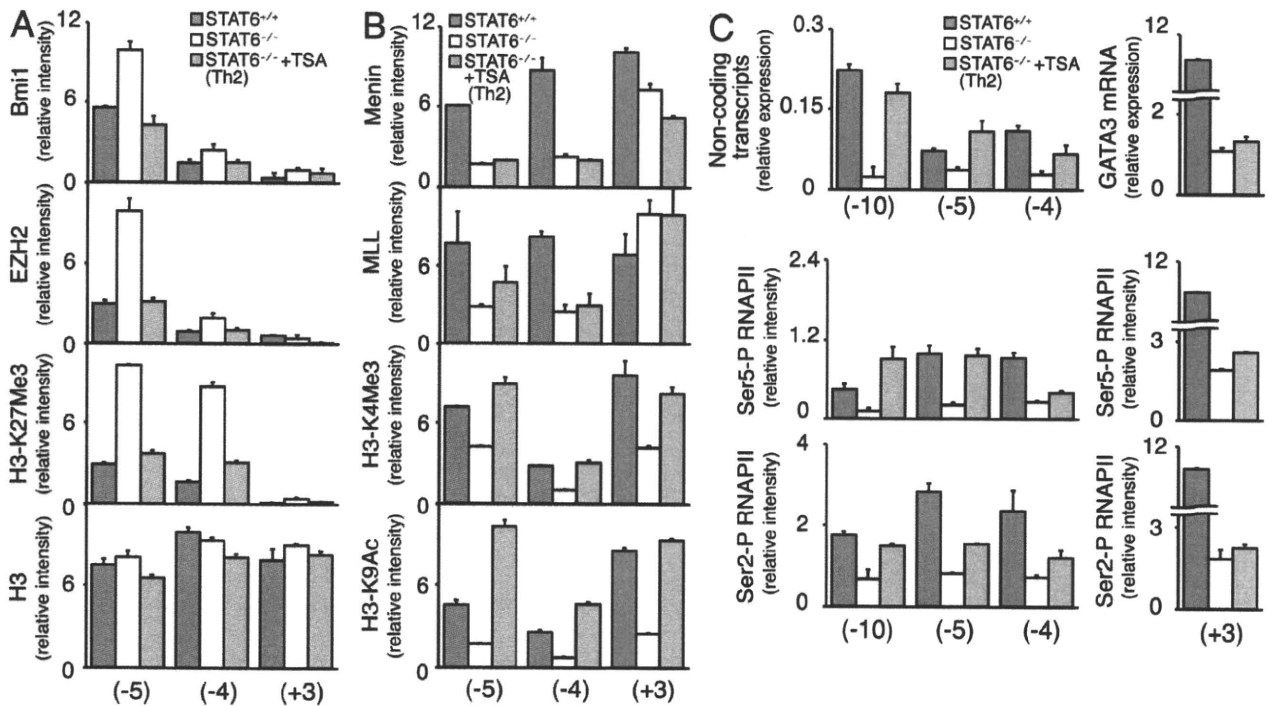 A
STAT6+/+
STAT6-/-
STAT6-/-+TSA
(Th2)
Bmi1
(relative intensity)
12
6
0
EZH2
(relative intensity)
6
0
H3-K27Me3
(relative intensity)
6
0
H3
(relative intensity)
6
0
(-5) (-4) (+3)
B
STAT6+/+
STAT6-/-
STAT6-/-
+TSA
(Th2)
Menin
(relative intensity)
12
6
0
MLL
(relative intensity)
6
0
H3-K4Me3
(relative intensity)
6
0
H3-K9Ac
(relative intensity)
6
0
(-5) (-4) (+3)
C
STAT6+/+
STAT6-/-
STAT6-/-+TSA
(Th2)
Non-coding
transcripts
(relative expression)
0.3
0.15
0
(-10) (-5) (-4)
GATA3 mRNA
(relative expression)
12
2
0
Ser5-P RNAPII
(relative intensity)
2.4
1.2
0
Ser5-P RNAPII
(relative intensity)
12
3
0
Ser2-P RNAPII
(relative intensity)
4
2
0
(-10) (-5) (-4)
Ser2-P RNAPII
(relative intensity)
12
3
0
(+3)